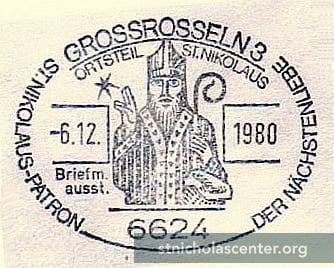 GROSSROSSELN 3
ORTSTEIL ST.NIKOLAUS
-6.12. 1980
Briefm.
ausst.
ST.NIKOLAUS-PATRON DER NÄCHSTENLIEBE
6624
stnicholascenter.org